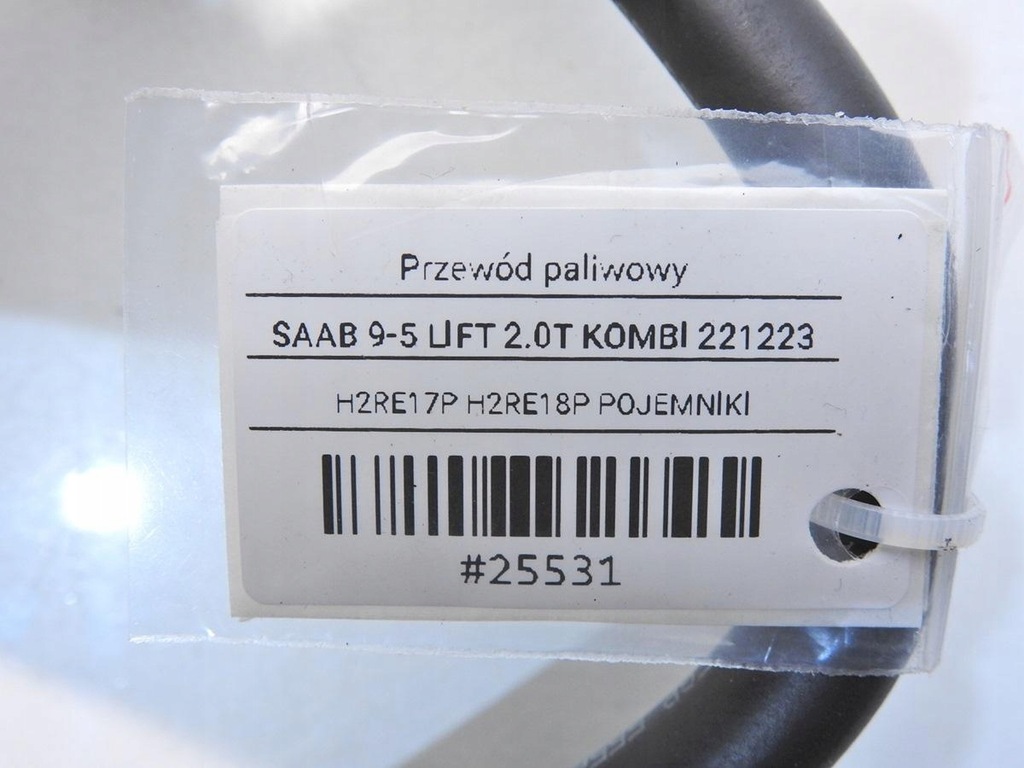 Przewód paliwowy
SAAB 9-5 LIFT 2.0T KOMBI 221223
H2RE17P H2RE18P POJEMNIKI
#25531